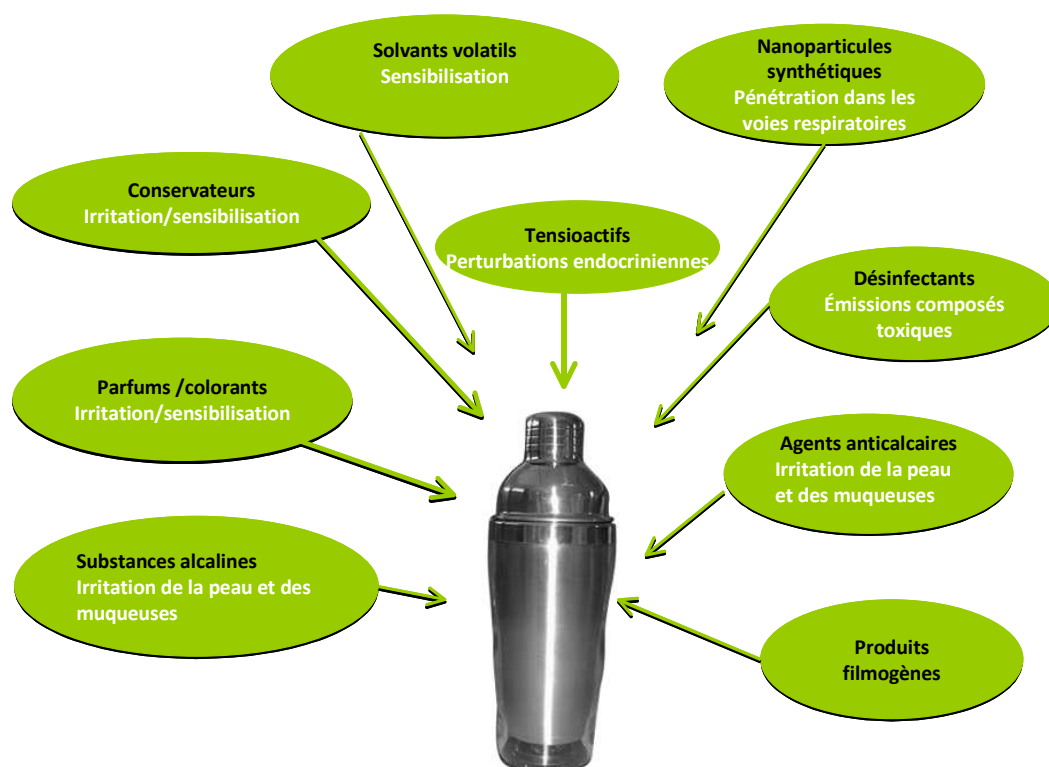 Solvants volatils
Sensibilisation
Nanoparticules
synthétiques
Pénétration dans les
voies respiratoires
Conservateurs
Irritation/sensibilisation
Tensioactifs
Perturbations endocriniennes
Désinfectants
Émissions composés
toxiques
Parfums /colorants
Irritation/sensibilisation
Agents anticalcaires
Irritation de la peau
et des muqueuses
Substances alcalines
Irritation de la peau et des
muqueuses
Produits
filmogènes